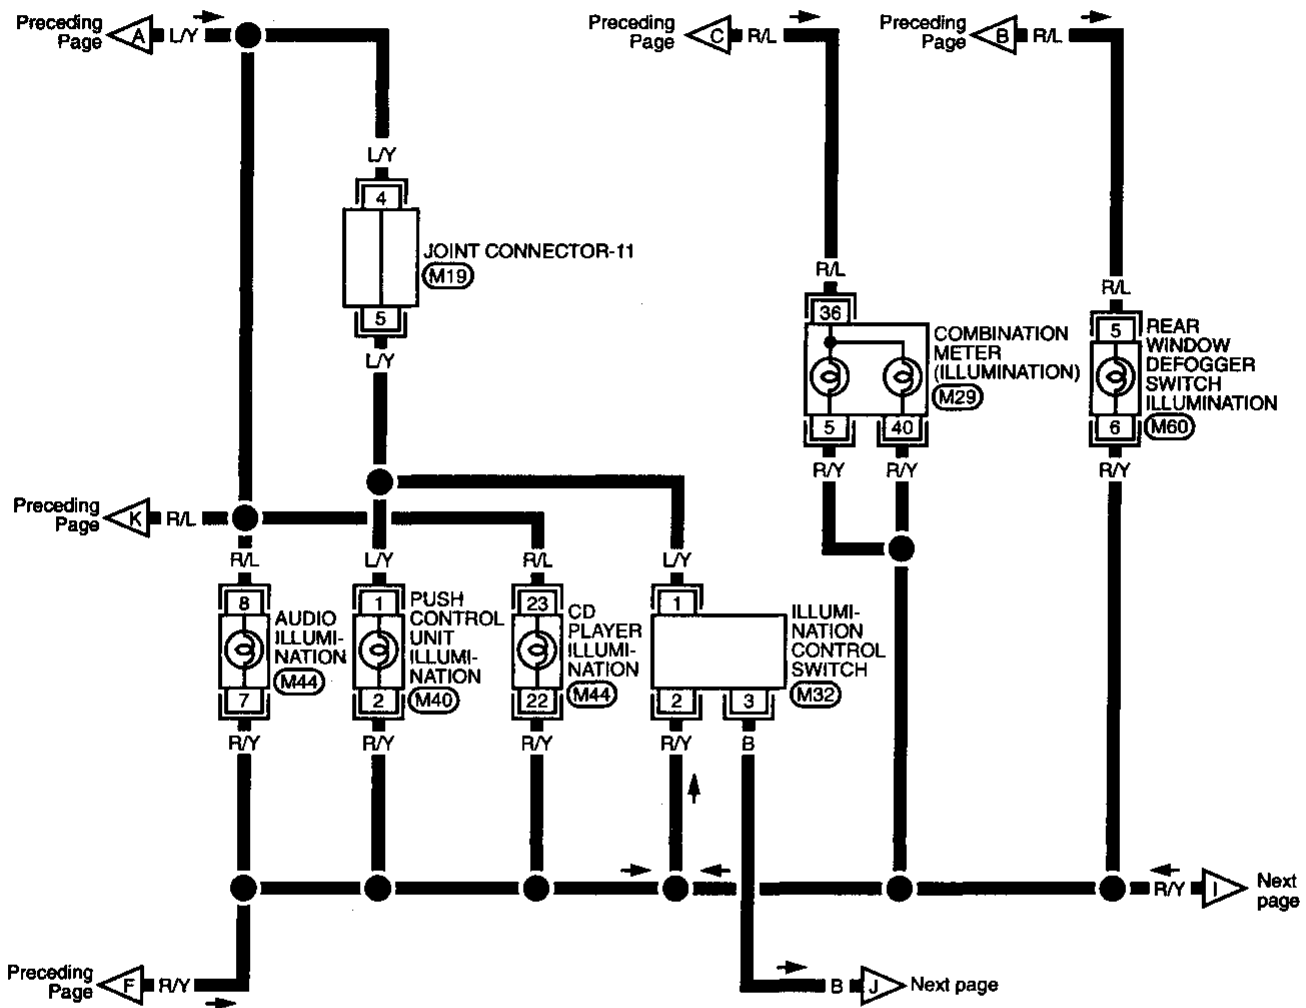 Preceding
Page
A
L/Y
Preceding
Page
C
R/L
Preceding
Page
B
R/L
L/Y
4
JOINT CONNECTOR-11
M19
5
L/Y
R/L
36
COMBINATION
METER
(ILLUMINATION)
M29
5
40
R/Y
R/Y
R/L
5
REAR
WINDOW
DEFOGGER
SWITCH
ILLUMINATION
M60
6
R/Y
Preceding
Page
K
R/L
R/L
8
AUDIO
ILLUMI-
NATION
M44
7
R/Y
L/Y
1
PUSH
CONTROL
UNIT
ILLUMI-
NATION
M40
2
R/Y
R/L
23
CD
PLAYER
ILLUMI-
NATION
M44
22
R/Y
L/Y
1
ILLUMI-
NATION
CONTROL
SWITCH
M32
2
3
R/Y
B
R/Y
I
Next
page
Preceding
Page
F
R/Y
B
J
Next page